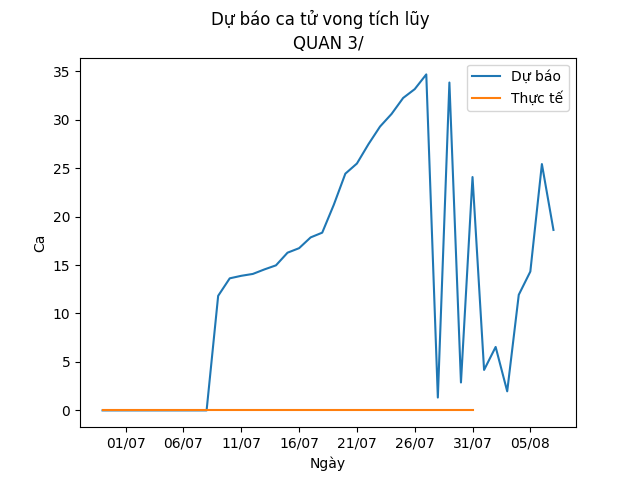 Dự báo ca tử vong tích lũy
QUAN 3/
Dự báo
Thực tế
Ca
35
30
25
20
15
10
5
0
01/07 06/07 11/07 16/07 21/07 26/07 31/07 05/08
Ngày